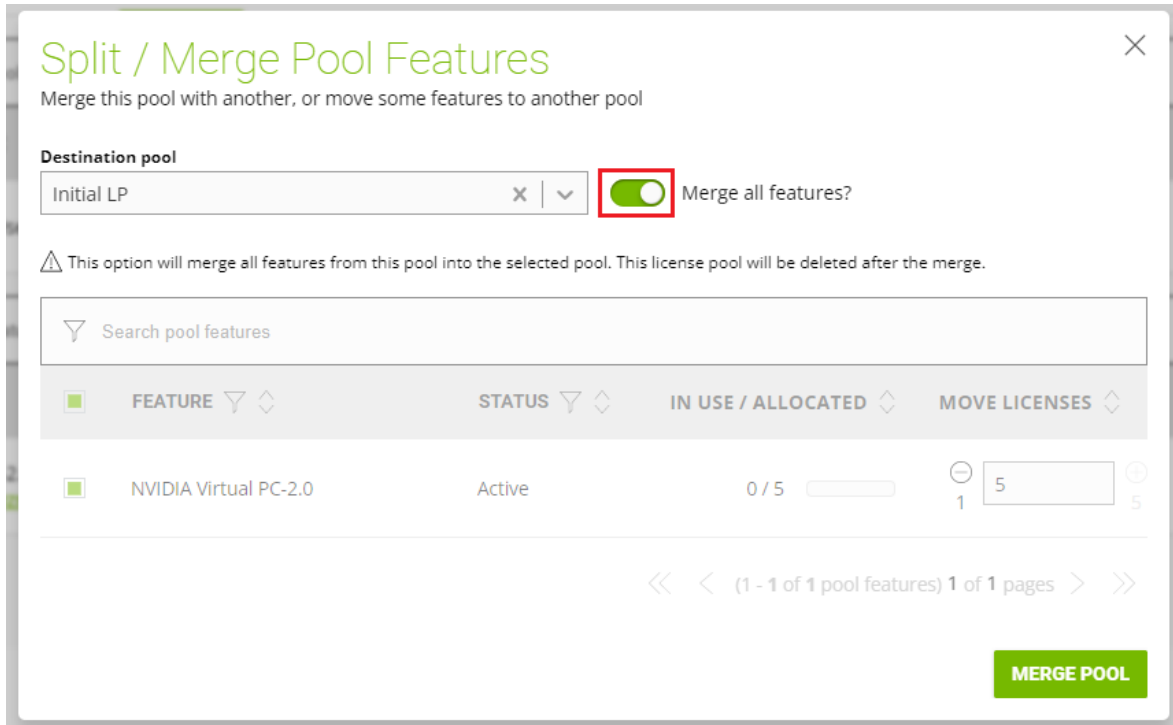 Split / Merge Pool Features
Merge this pool with another, or move some features to another pool
Destination pool
Initial LP
Merge all features?
This option will merge all features from this pool into the selected pool. This license pool will be deleted after the merge.
Search pool features
FEATURE STATUS IN USE / ALLOCATED MOVE LICENSES
NVIDIA Virtual PC-2.0 Active 0 / 5 5
1 5
(1 - 1 of 1 pool features) 1 of 1 pages
MERGE POOL